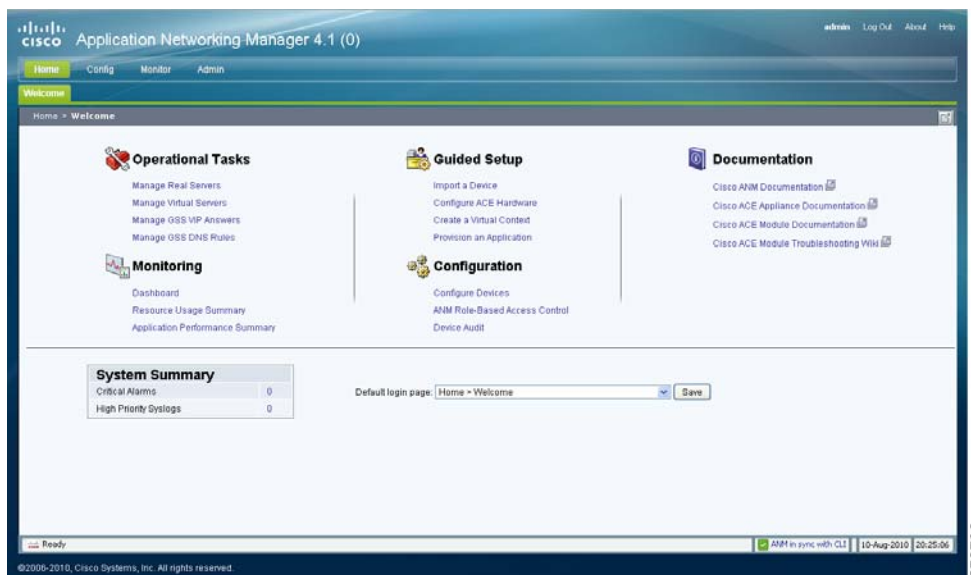 CISCO Application Networking Manager 4.1 (0)
admin Log Out About Help
Home Config Monitor Admin
Welcome
Home > Welcome
Operational Tasks
Manage Real Servers
Manage Virtual Servers
Manage GSS VIP Answers
Manage GSS DNS Rules
Guided Setup
Import a Device
Configure ACE Hardware
Create a Virtual Context
Provision an Application
Documentation
Cisco ANM Documentation
Cisco ACE Appliance Documentation
Cisco ACE Module Documentation
Cisco ACE Module Troubleshooting Wiki
Monitoring
Dashboard
Resource Usage Summary
Application Performance Summary
Configuration
Configure Devices
ANM Role-Based Access Control
Device Audit
System Summary
Critical Alarms 0
High Priority Syslogs 0
Default login page: Home > Welcome Save
Ready
ANM in sync with CLI 10-Aug-2010 20:25:06
©2006-2010, Cisco Systems, Inc. All rights reserved.